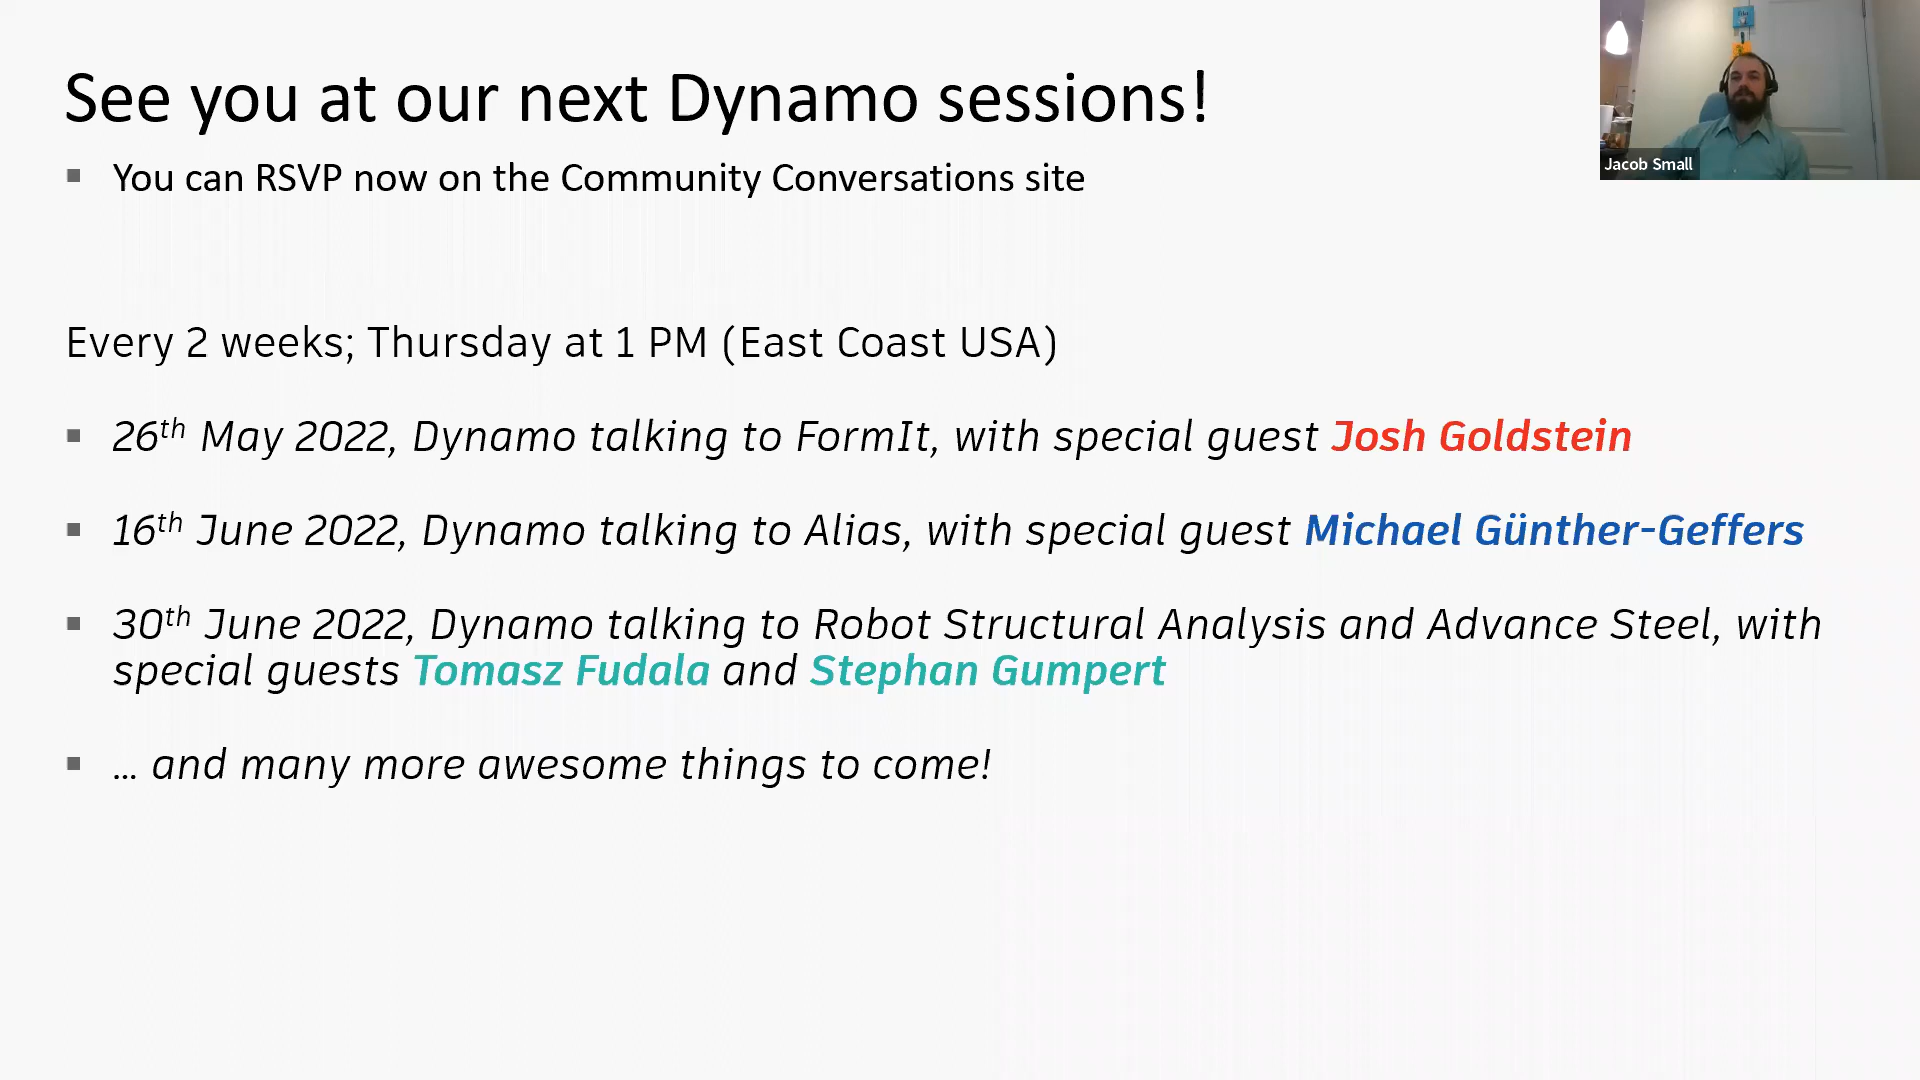 See you at our next Dynamo sessions!
▪ You can RSVP now on the Community Conversations site
Jacob Small
Every 2 weeks; Thursday at 1 PM (East Coast USA)
▪ 26th May 2022, Dynamo talking to FormIt, with special guest Josh Goldstein
▪ 16th June 2022, Dynamo talking to Alias, with special guest Michael Günther-Geffers
▪ 30th June 2022, Dynamo talking to Robot Structural Analysis and Advance Steel, with
special guests Tomasz Fudala and Stephan Gumpert
▪ … and many more awesome things to come!